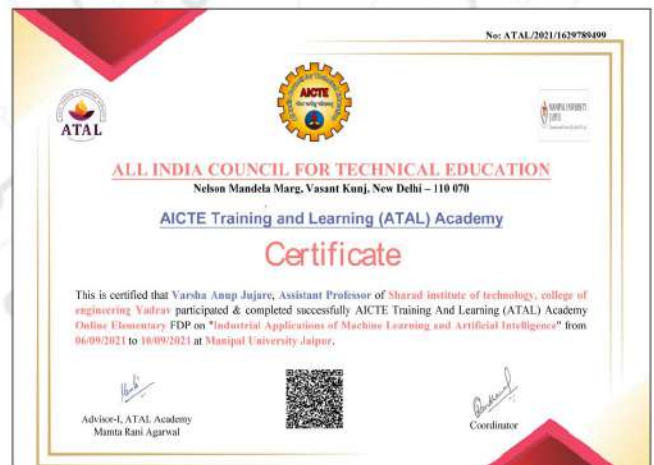 No: ATAL/2021/1629789499
AICTE
ATAL
MANIPAL UNIVERSITY
JAIPUR
ALL INDIA COUNCIL FOR TECHNICAL EDUCATION
Nelson Mandela Marg, Vasant Kunj, New Delhi – 110 070
AICTE Training and Learning (ATAL) Academy
Certificate
This is certified that Varsha Anup Jujare, Assistant Professor of Sharad institute of technology, college of
engineering Yadrav participated & completed successfully AICTE Training And Learning (ATAL) Academy
Online Elementary FDP on "Industrial Applications of Machine Learning and Artificial Intelligence" from
06/09/2021 to 10/09/2021 at Manipal University Jaipur.
Advisor-I, ATAL Academy
Mamta Rani Agarwal
Coordinator